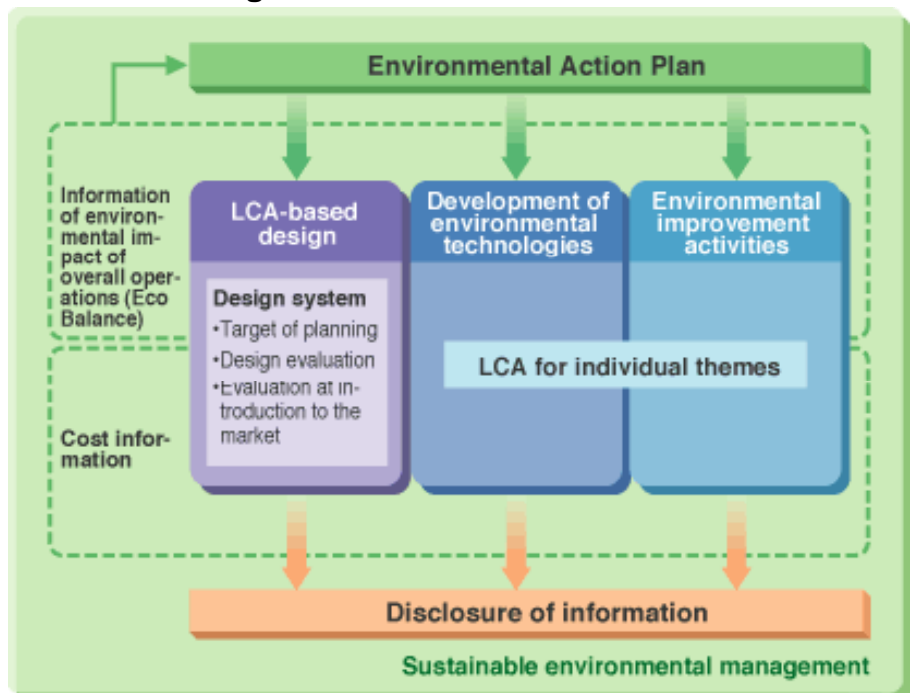 Environmental Action Plan
Information
of environ-
mental im-
pact of
overall oper-
ations (Eco
Balance)
LCA-based
design
Design system
•Target of planning
•Design evaluation
•Evaluation at in-
troduction to the
market
Development of
environmental
technologies
Environmental
improvement
activities
LCA for individual themes
Cost infor-
mation
Disclosure of information
Sustainable environmental management